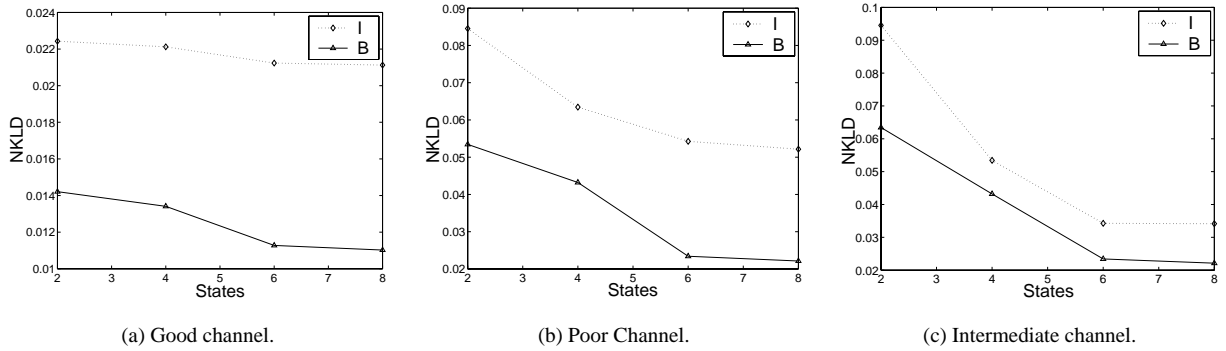 0.024
0.022
0.02
0.018
0.016
0.014
0.012
0.01
NKLD
2 3 4 5 6 7 8
States
I
B
(a) Good channel.
0.09
0.08
0.07
0.06
0.05
0.04
0.03
0.02
NKLD
2 3 4 5 6 7 8
States
I
B
(b) Poor Channel.
0.1
0.09
0.08
0.07
0.06
0.05
0.04
0.03
0.02
NKLD
2 3 4 5 6 7 8
States
I
B
(c) Intermediate channel.